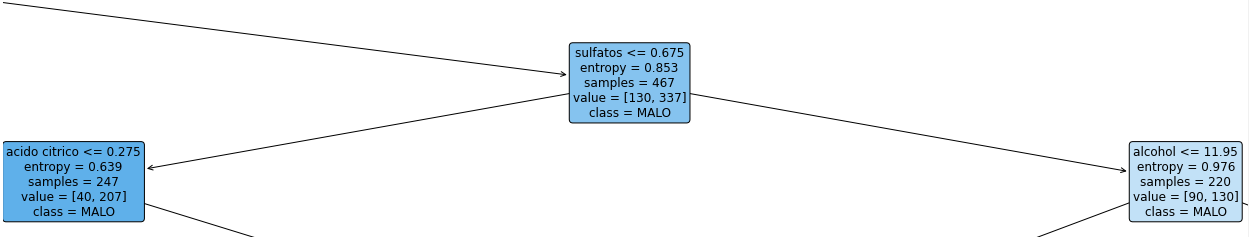 sulfatos <= 0.675
entropy = 0.853
samples = 467
value = [130, 337]
class = MALO
acido citrico <= 0.275
entropy = 0.639
samples = 247
value = [40, 207]
class = MALO
alcohol <= 11.95
entropy = 0.976
samples = 220
value = [90, 130]
class = MALO